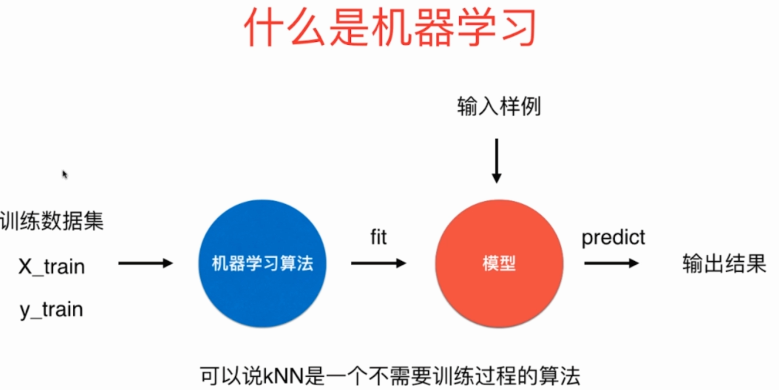 什么是机器学习
输入样例
训练数据集
X_train
y_train
机器学习算法
fit
模型
predict
输出结果
可以说kNN是一个不需要训练过程的算法